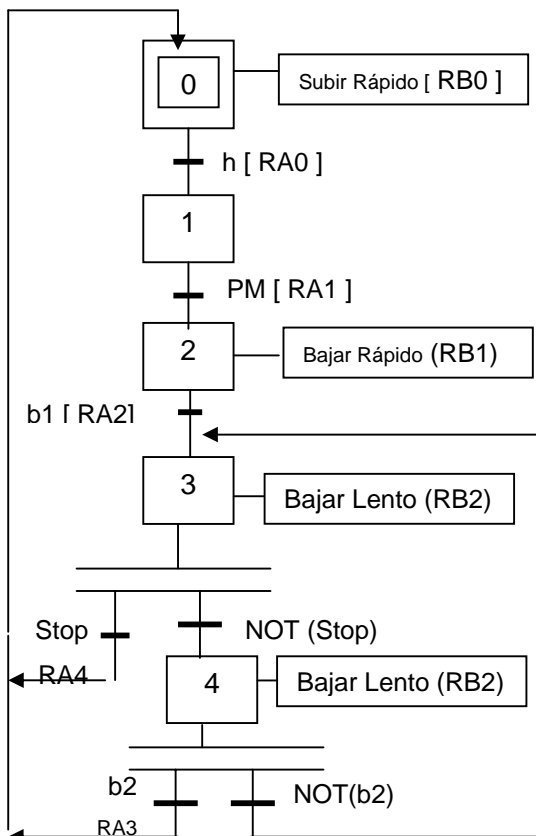 0
Subir Rápido [ RB0 ]
h [ RA0 ]
1
PM [ RA1 ]
2
Bajar Rápido (RB1)
b1 [ RA2]
3
Bajar Lento (RB2)
Stop
NOT (Stop)
RA4
4
Bajar Lento (RB2)
b2
NOT(b2)
RA3